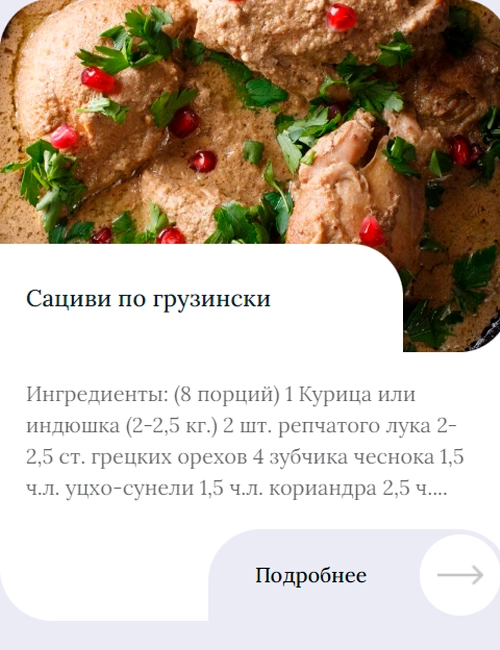 Сациви по грузински
Ингредиенты: (8 порций) 1 Курица или
индюшка (2-2,5 кг.) 2 шт. репчатого лука 2-
2,5 ст. грецких орехов 4 зубчика чеснока 1,5
ч.л. уцхо-сунели 1,5 ч.л. кориандра 2,5 ч....
Подробнее